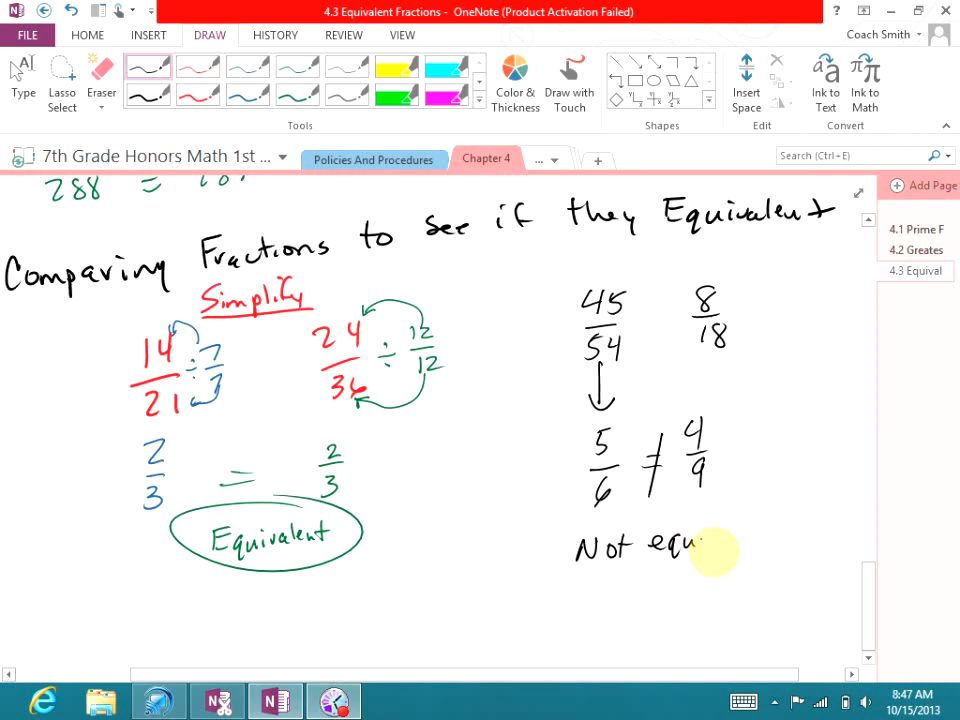 4.3 Equivalent Fractions - OneNote (Product Activation Failed)
FILE HOME INSERT DRAW HISTORY REVIEW VIEW
Coach Smith
Type
Lasso Select
Eraser
Color & Thickness
Draw with Touch
Insert Space
Ink to Text
Ink to Math
Tools Shapes Edit Convert
7th Grade Honors Math 1st ... Policies And Procedures Chapter 4 ... Search (Ctrl+E)
Add Page
4.1 Prime F
4.2 Greates
4.3 Equival
288 =
Comparing Fractions to see if they Equivalent
Simplify
14/21 ÷ 7/7 24/36 ÷ 12/12 45/54 8/18
2/3 = 2/3 5/6 ≠ 4/9
Equivalent
Not equ
8:47 AM
10/15/2013